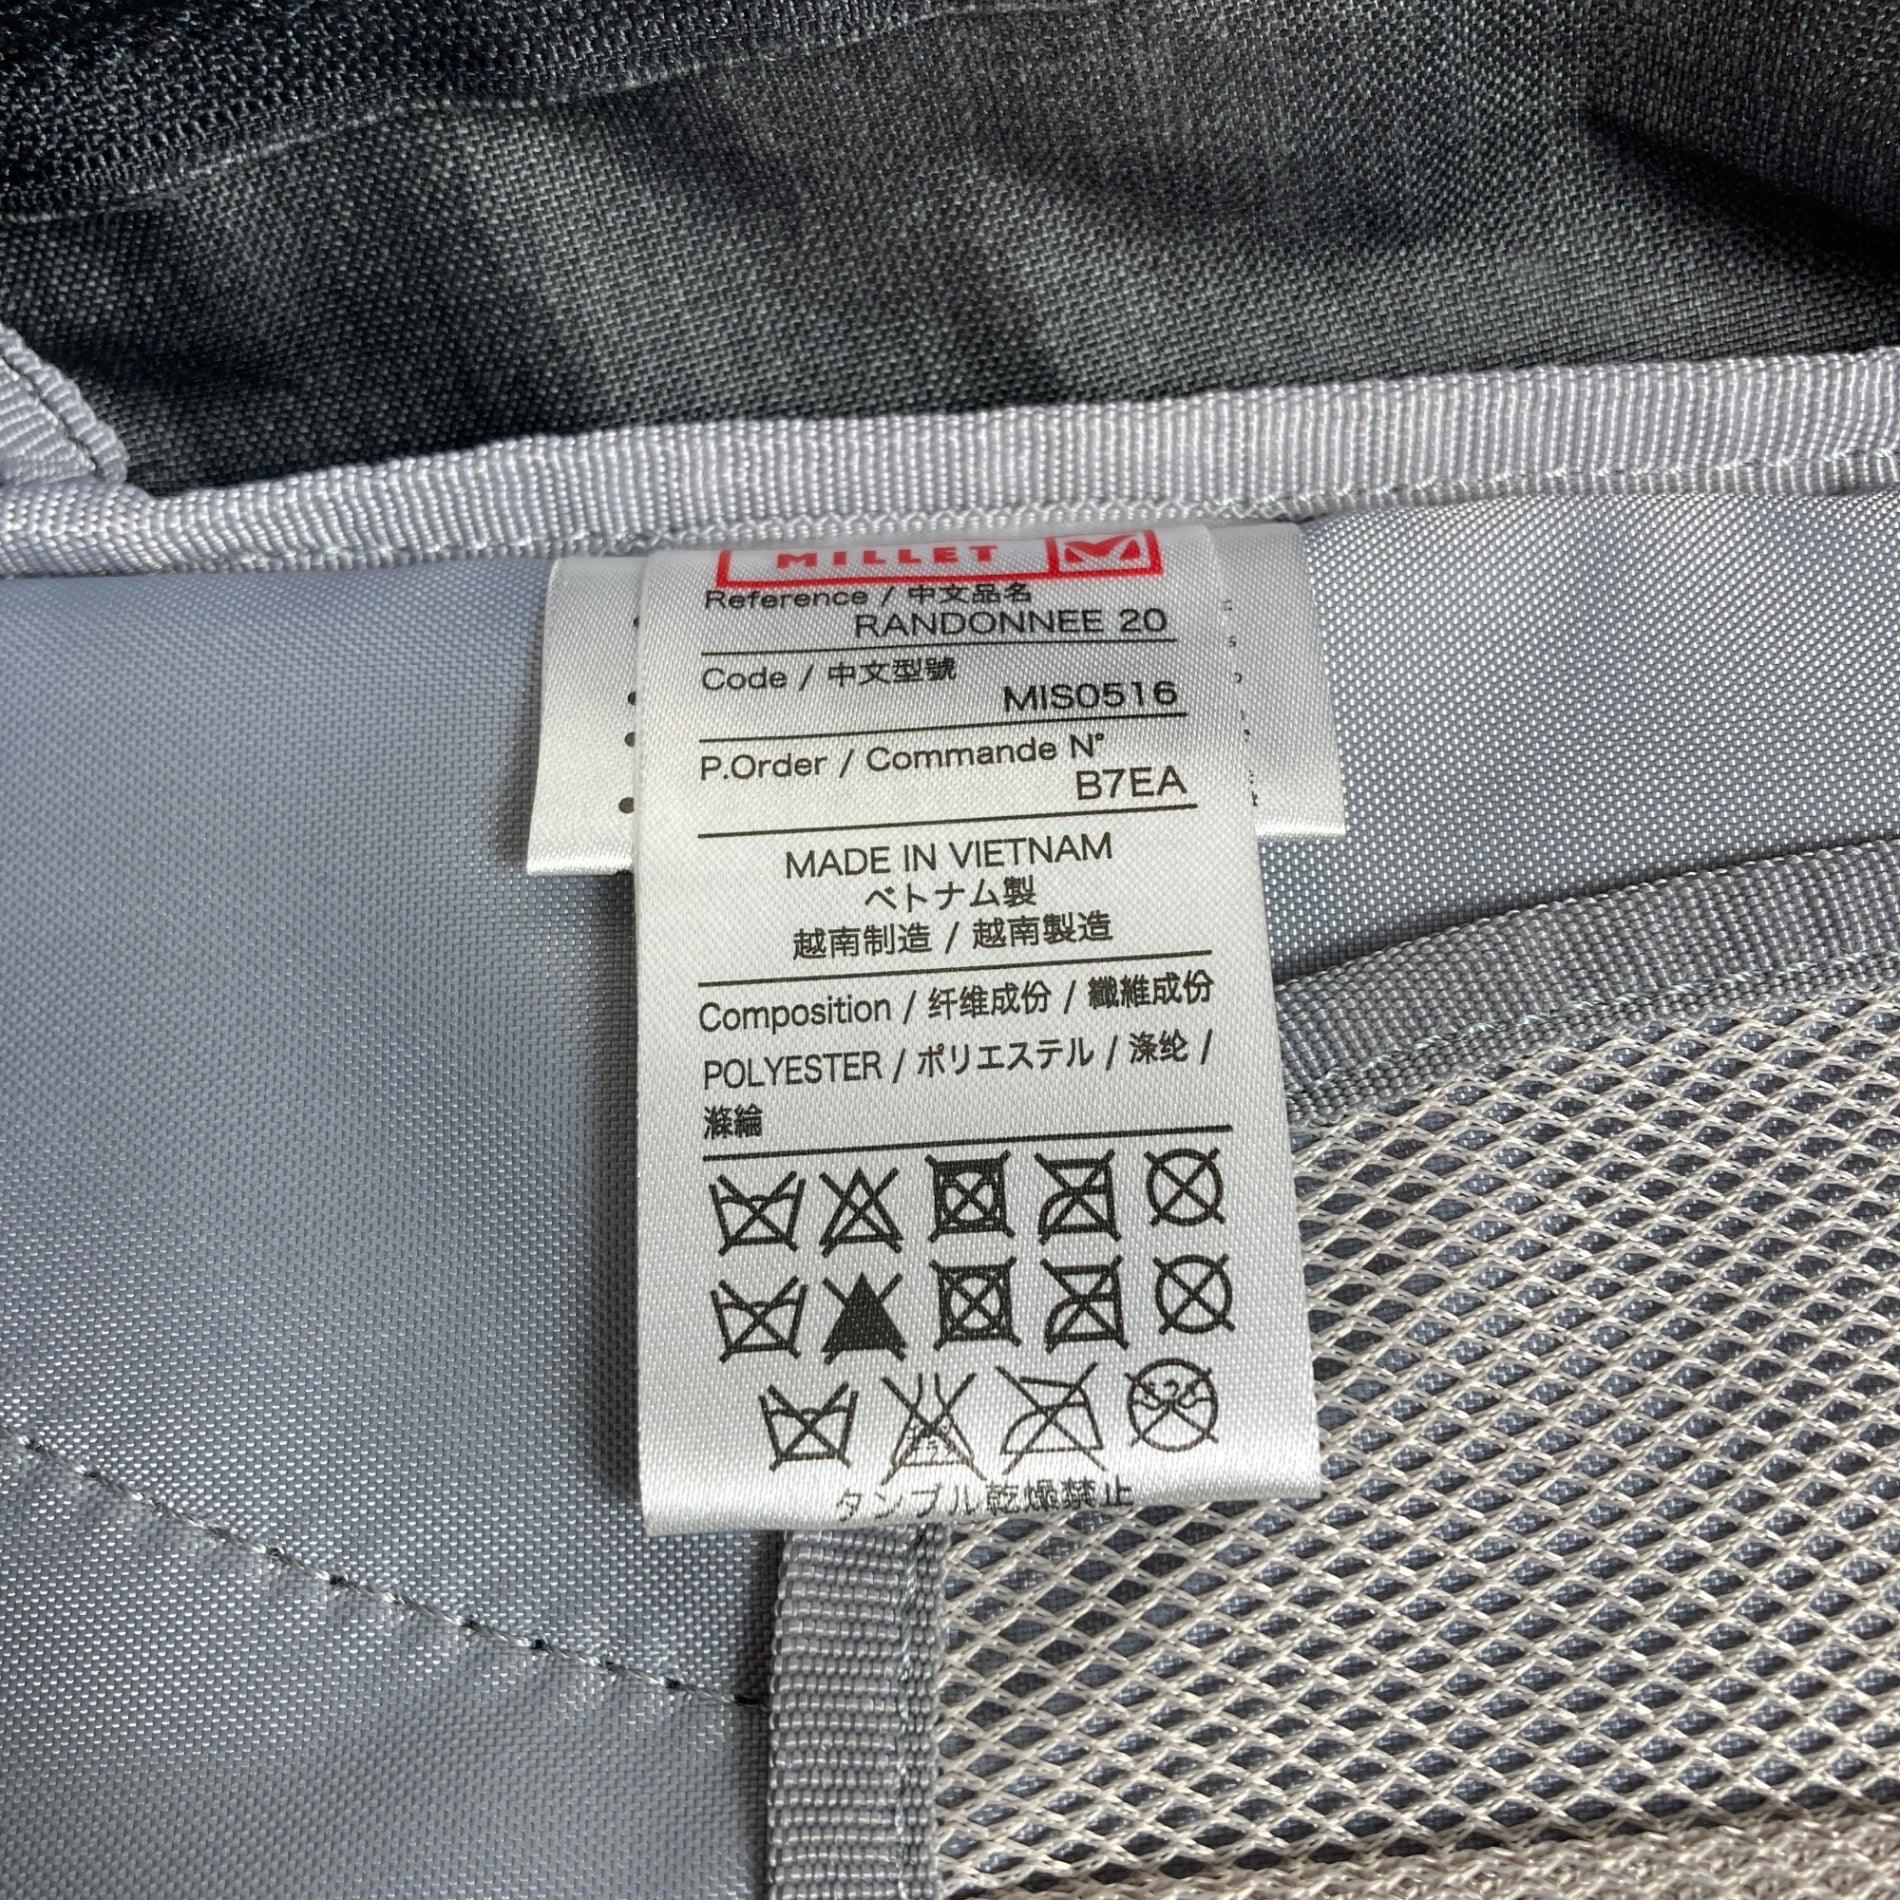 MILLET
Reference / 中文品名
RANDONNEE 20
Code / 中文型號
MIS0516
P.Order / Commande N°
B7EA
MADE IN VIETNAM
ベトナム製
越南制造 / 越南製造
Composition / 纤维成份 / 纖維成份
POLYESTER / ポリエステル / 涤纶 /
滌綸
タンブル乾燥禁止